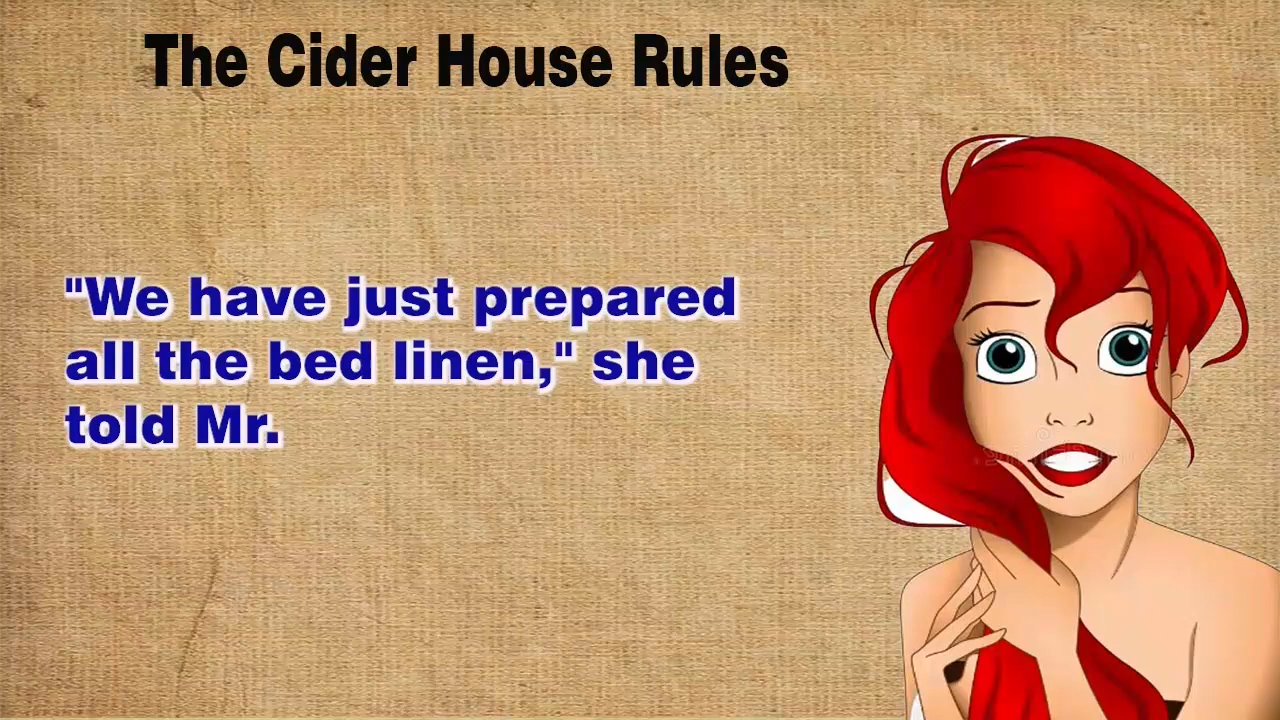 The Cider House Rules
"We have just prepared
all the bed linen," she
told Mr.